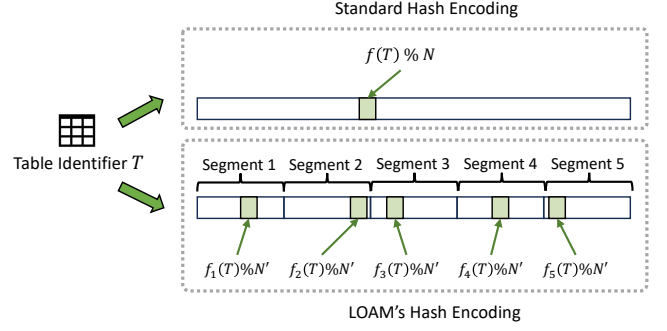 Standard Hash Encoding
f(T) % N
Table Identifier T
Segment 1 Segment 2 Segment 3 Segment 4 Segment 5
f₁(T)%N′ f₂(T)%N′ f₃(T)%N′ f₄(T)%N′ f₅(T)%N′
LOAM's Hash Encoding